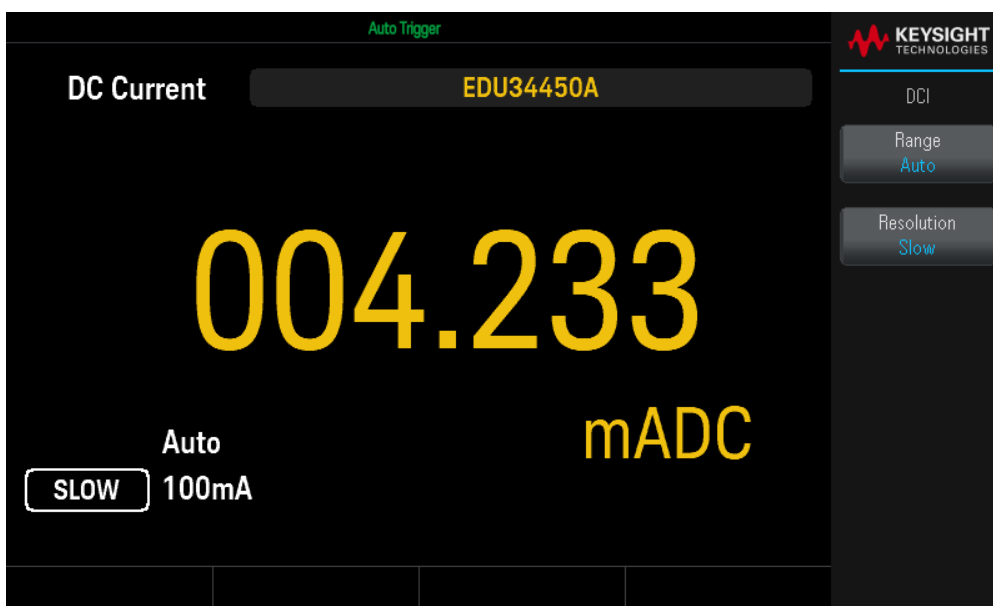 Auto Trigger
KEYSIGHT
TECHNOLOGIES
DC Current
EDU34450A
DCI
Range
Auto
Resolution
Slow
004.233
mADC
Auto
SLOW
100mA